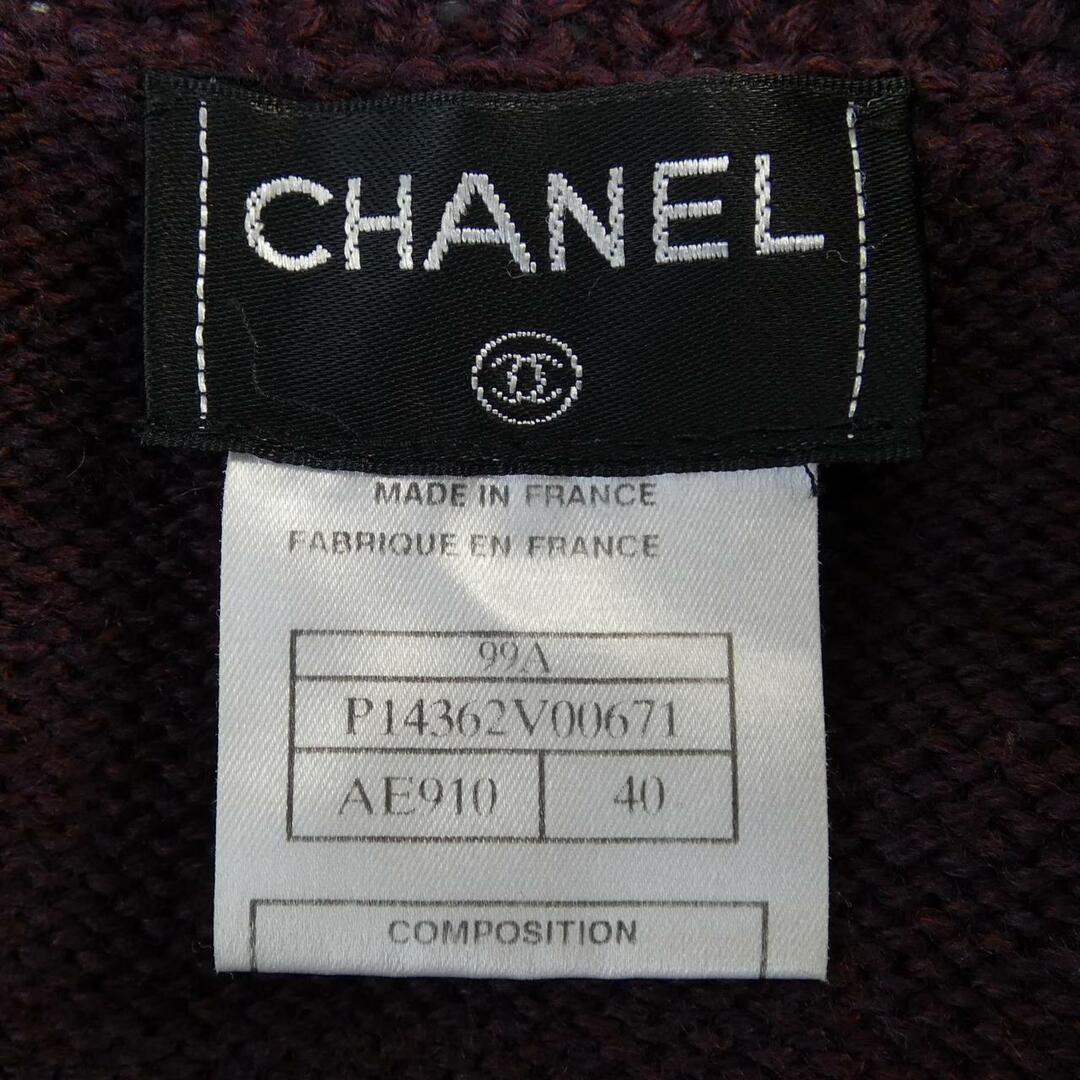 CHANEL
MADE IN FRANCE
FABRIQUE EN FRANCE
99A
P14362V00671
AE910 40
COMPOSITION